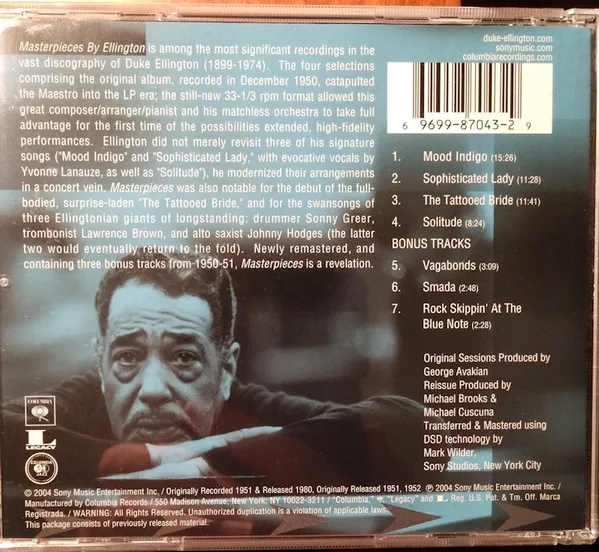 Masterpieces By Ellington is among the most significant recordings in the
vast discography of Duke Ellington (1899-1974). The four selections
comprising the original album, recorded in December 1950, catapulted
the Maestro into the LP era; the still-new 33-1/3 rpm format allowed this
great composer/arranger/pianist and his matchless orchestra to take full
advantage for the first time of the possibilities extended, high-fidelity
performances. Ellington did not merely revisit three of his signature
songs ("Mood Indigo" and "Sophisticated Lady," with evocative vocals by
Yvonne Lanauze, as well as "Solitude"), he modernized their arrangements
in a concert vein. Masterpieces was also notable for the debut of the full-
bodied, surprise-laden "The Tattooed Bride," and for the swansongs of
three Ellingtonian giants of longstanding: drummer Sonny Greer,
trombonist Lawrence Brown, and alto saxist Johnny Hodges (the latter
two would eventually return to the fold). Newly remastered, and
containing three bonus tracks from 1950-51, Masterpieces is a revelation.
duke-ellington.com
sonymusic.com
columbiarecordings.com
6 9699-87043-2 9
1. Mood Indigo (15:26)
2. Sophisticated Lady (11:28)
3. The Tattooed Bride (11:41)
4. Solitude (8:24)
BONUS TRACKS
5. Vagabonds (3:09)
6. Smada (2:48)
7. Rock Skippin' At The
Blue Note (2:28)
Original Sessions Produced by
George Avakian
Reissue Produced by
Michael Brooks &
Michael Cuscuna
Transferred & Mastered using
DSD technology by
Mark Wilder,
Sony Studios, New York City
COLUMBIA
L
LEGACY
COLUMBIA
© 2004 Sony Music Entertainment Inc. / Originally Recorded 1951 & Released 1980, Originally Released 1951, 1952 ℗ 2004 Sony Music Entertainment Inc. /
Manufactured by Columbia Records / 550 Madison Avenue, New York, NY 10022-3211 / "Columbia," "Legacy" and L Reg. U.S. Pat. & Tm. Off. Marca
Registrada. / WARNING: All Rights Reserved. Unauthorized duplication is a violation of applicable laws.
This package consists of previously released material.